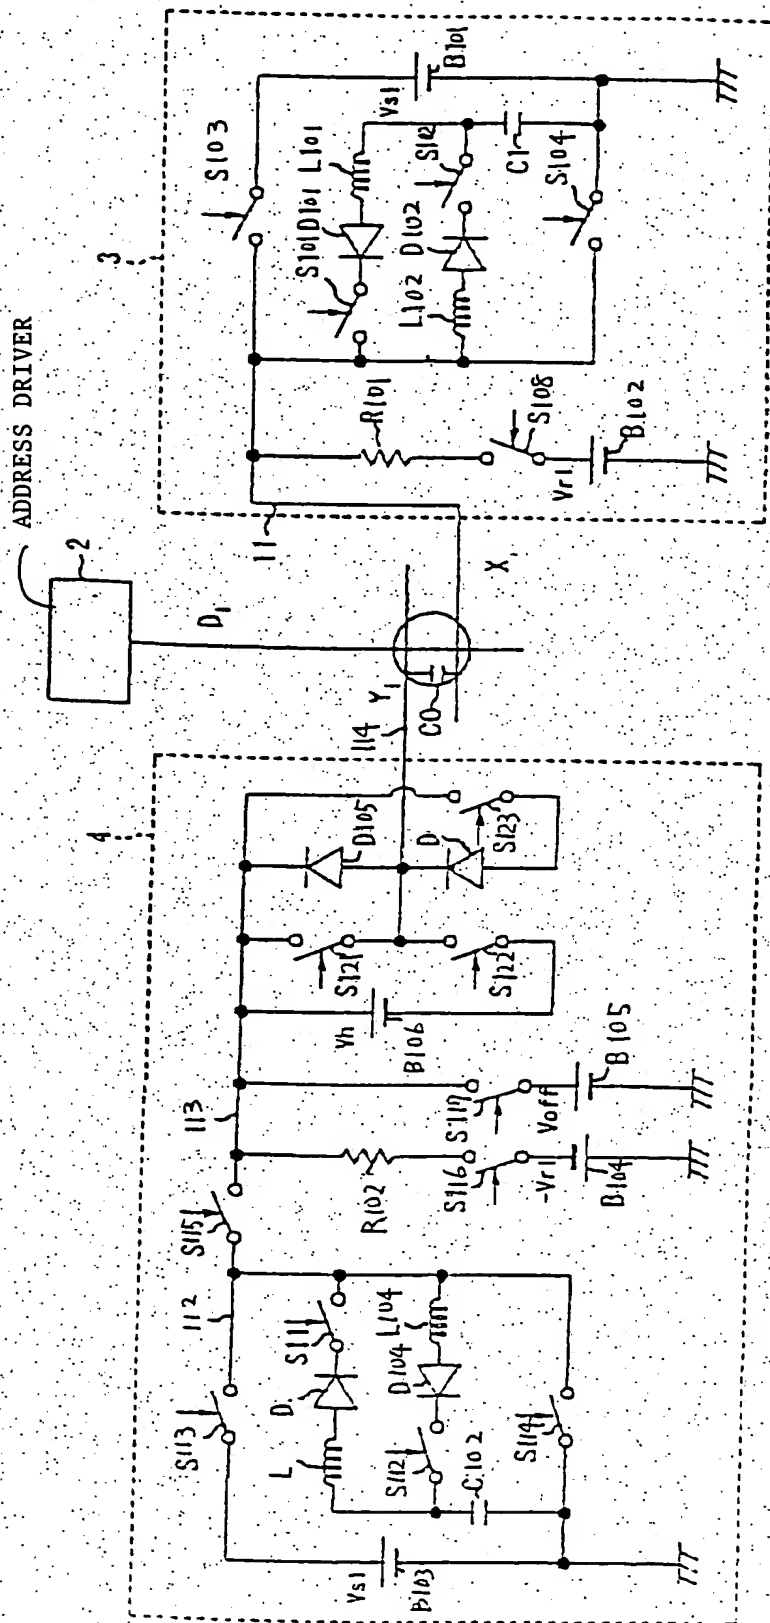 ADDRESS DRIVER
2
D1
3
S103
B101
Vs1
S101
D101
L101
S102
D102
L102
C1
S104
R101
S108
Vr1
B102
11
X1
Y1
C0
114
4
D105
D
S123
S121
S122
Vh
B106
113
S117
Voff
B105
R102
S116
-Vr1
B104
S115
112
S113
S111
D
L
L104
D104
S112
C102
S114
Vs1
B103